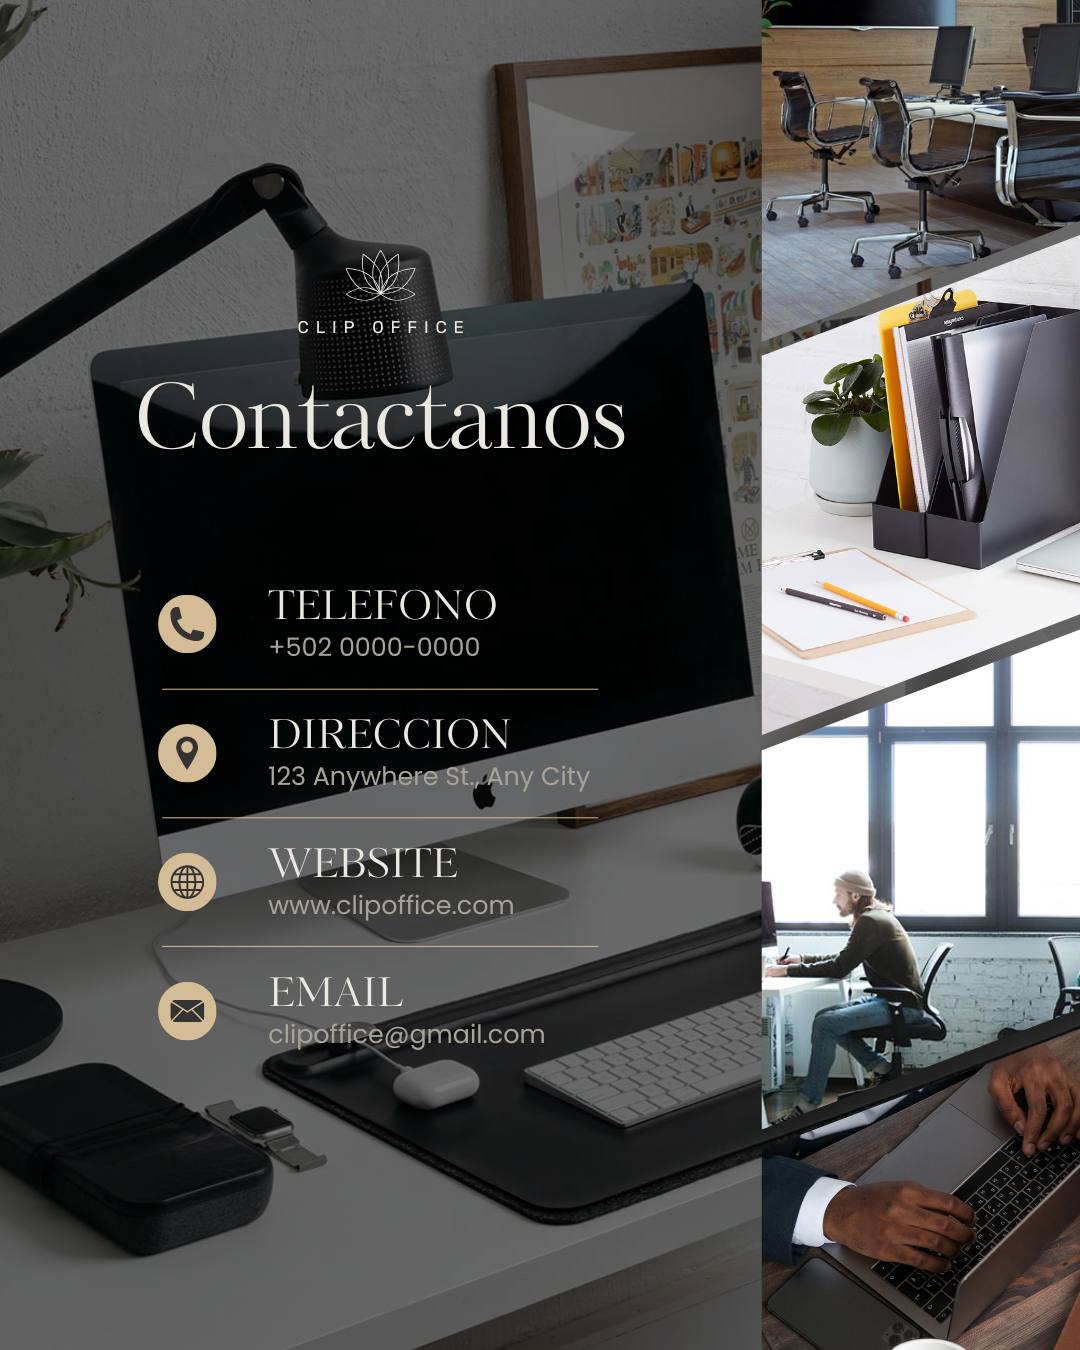 CLIP OFFICE
Contactanos
TELEFONO
+502 0000-0000
DIRECCION
123 Anywhere St., Any City
WEBSITE
www.clipoffice.com
EMAIL
clipoffice@gmail.com